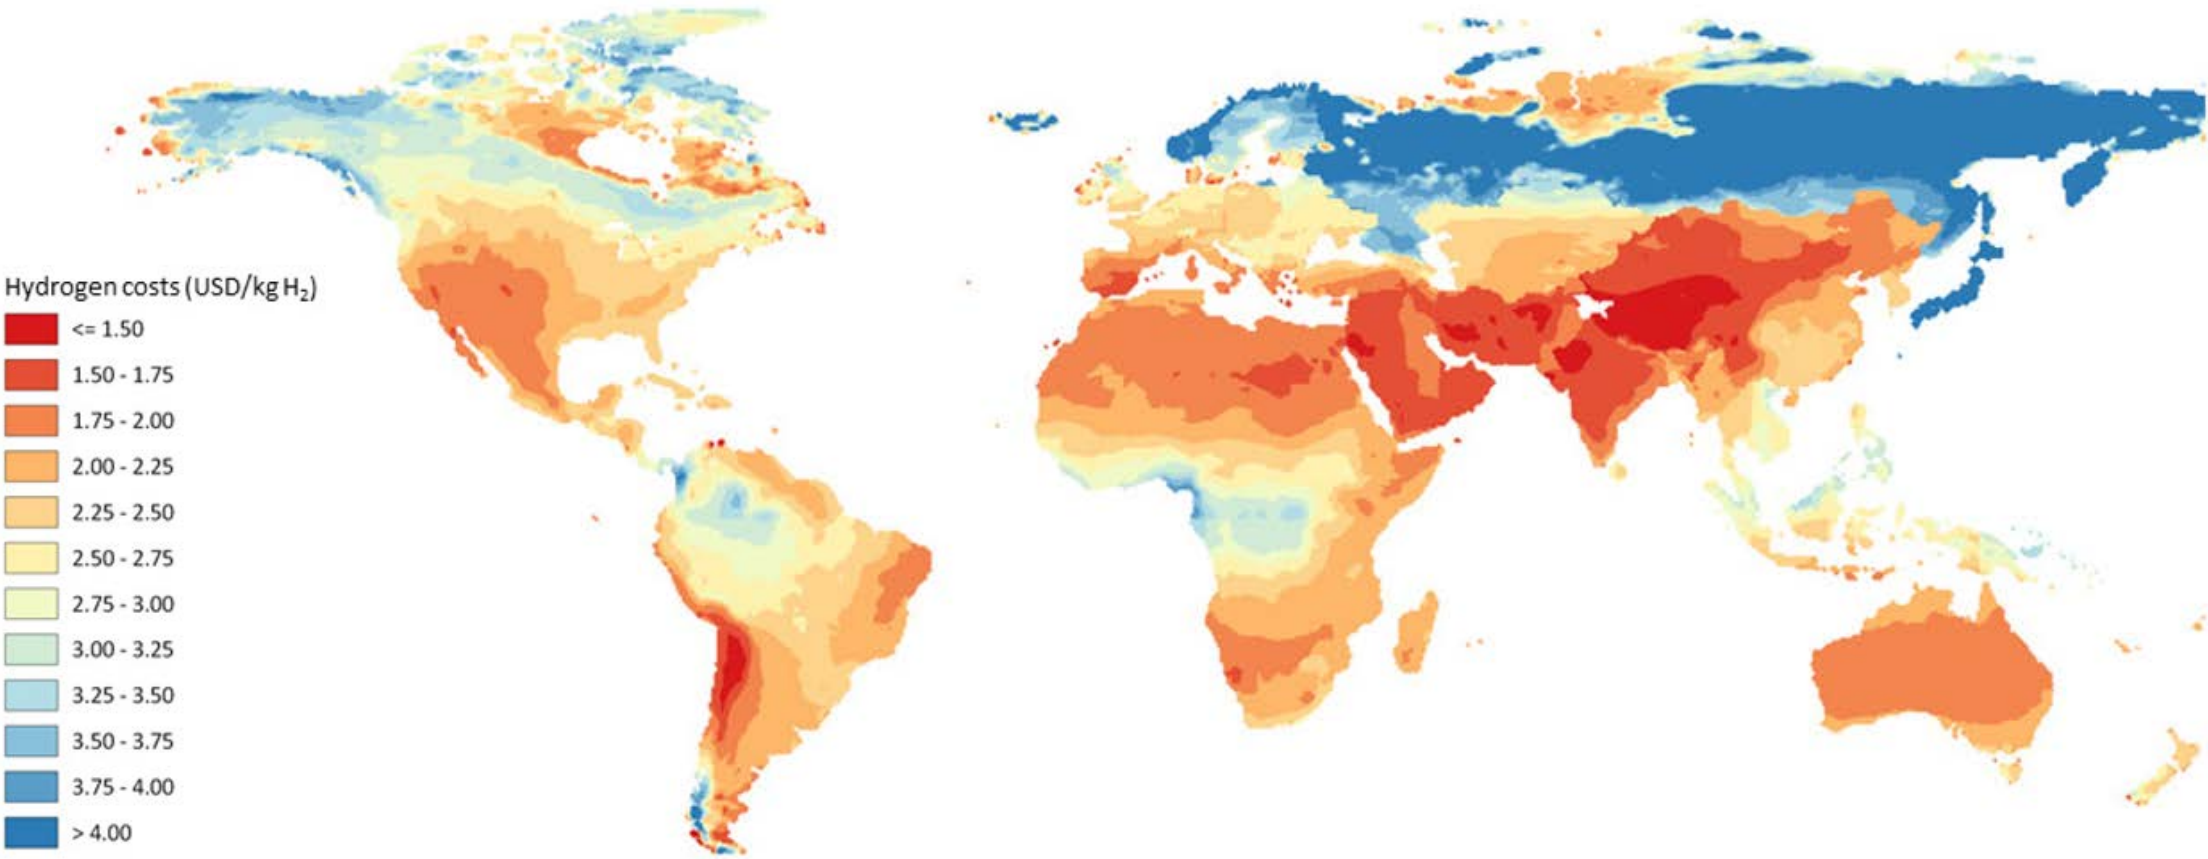 Hydrogen costs (USD/kg H₂)
<= 1.50
1.50 - 1.75
1.75 - 2.00
2.00 - 2.25
2.25 - 2.50
2.50 - 2.75
2.75 - 3.00
3.00 - 3.25
3.25 - 3.50
3.50 - 3.75
3.75 - 4.00
> 4.00